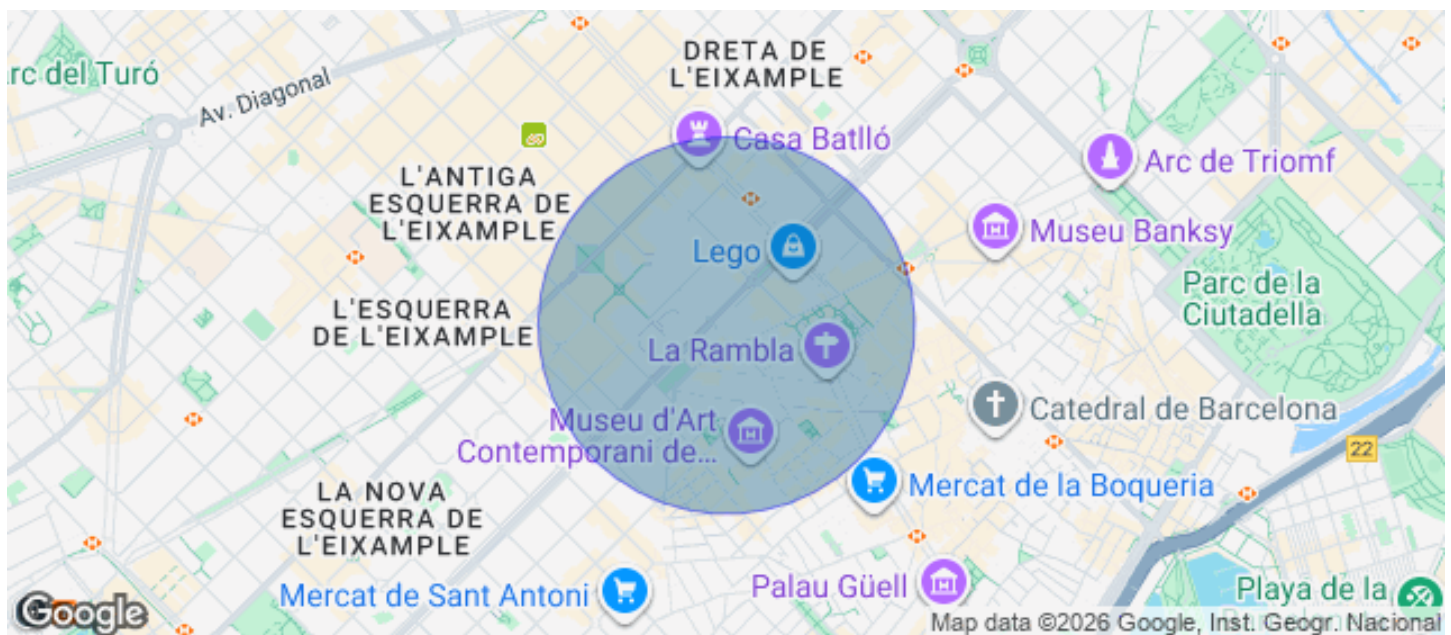 DRETA DE
L'EIXAMPLE
rc del Turó
Av. Diagonal
Casa Batlló
Arc de Triomf
L'ANTIGA
ESQUERRA DE
L'EIXAMPLE
Museu Banksy
Lego
Parc de la
Ciutadella
L'ESQUERRA
DE L'EIXAMPLE
La Rambla
Catedral de Barcelona
Museu d'Art
Contemporani de...
22
Mercat de la Boqueria
LA NOVA
ESQUERRA DE
L'EIXAMPLE
Mercat de Sant Antoni
Palau Güell
Playa de la
Google
Map data ©2026 Google, Inst. Geogr. Nacional